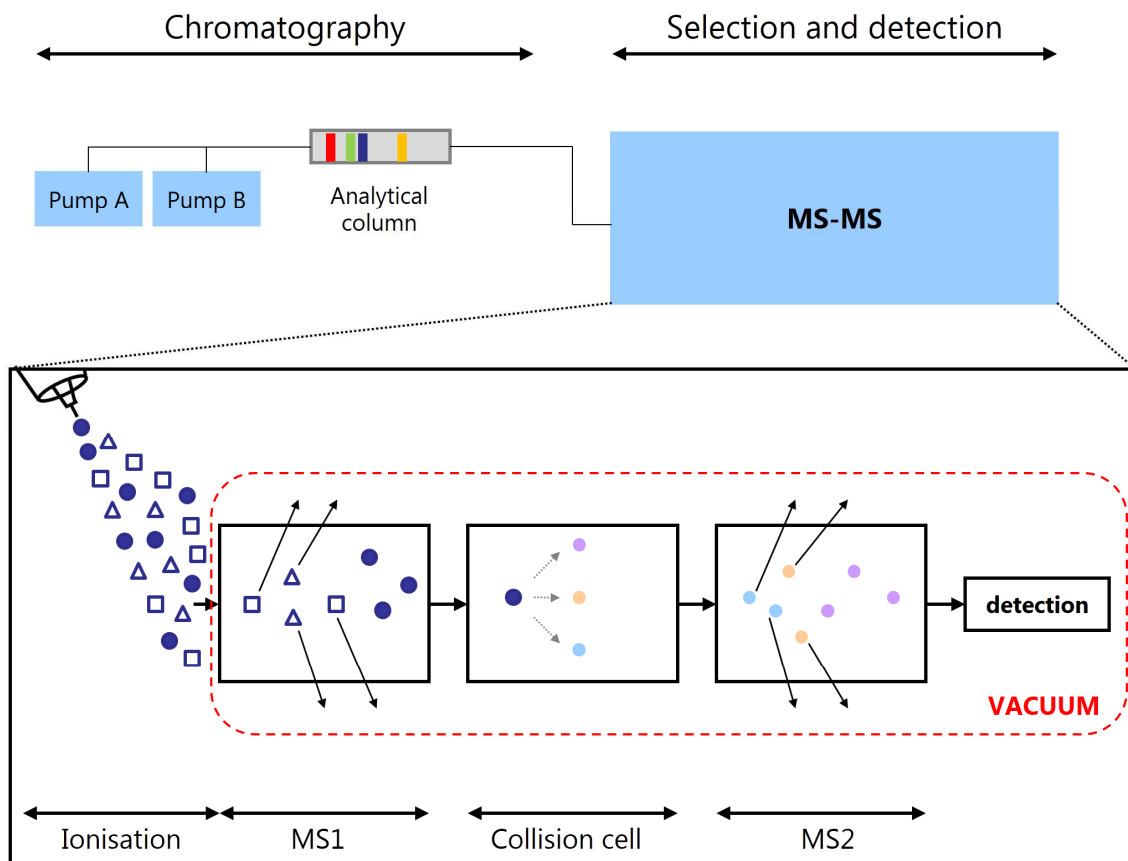 Chromatography
Selection and detection
Pump A
Pump B
Analytical
column
MS-MS
detection
VACUUM
Ionisation
MS1
Collision cell
MS2